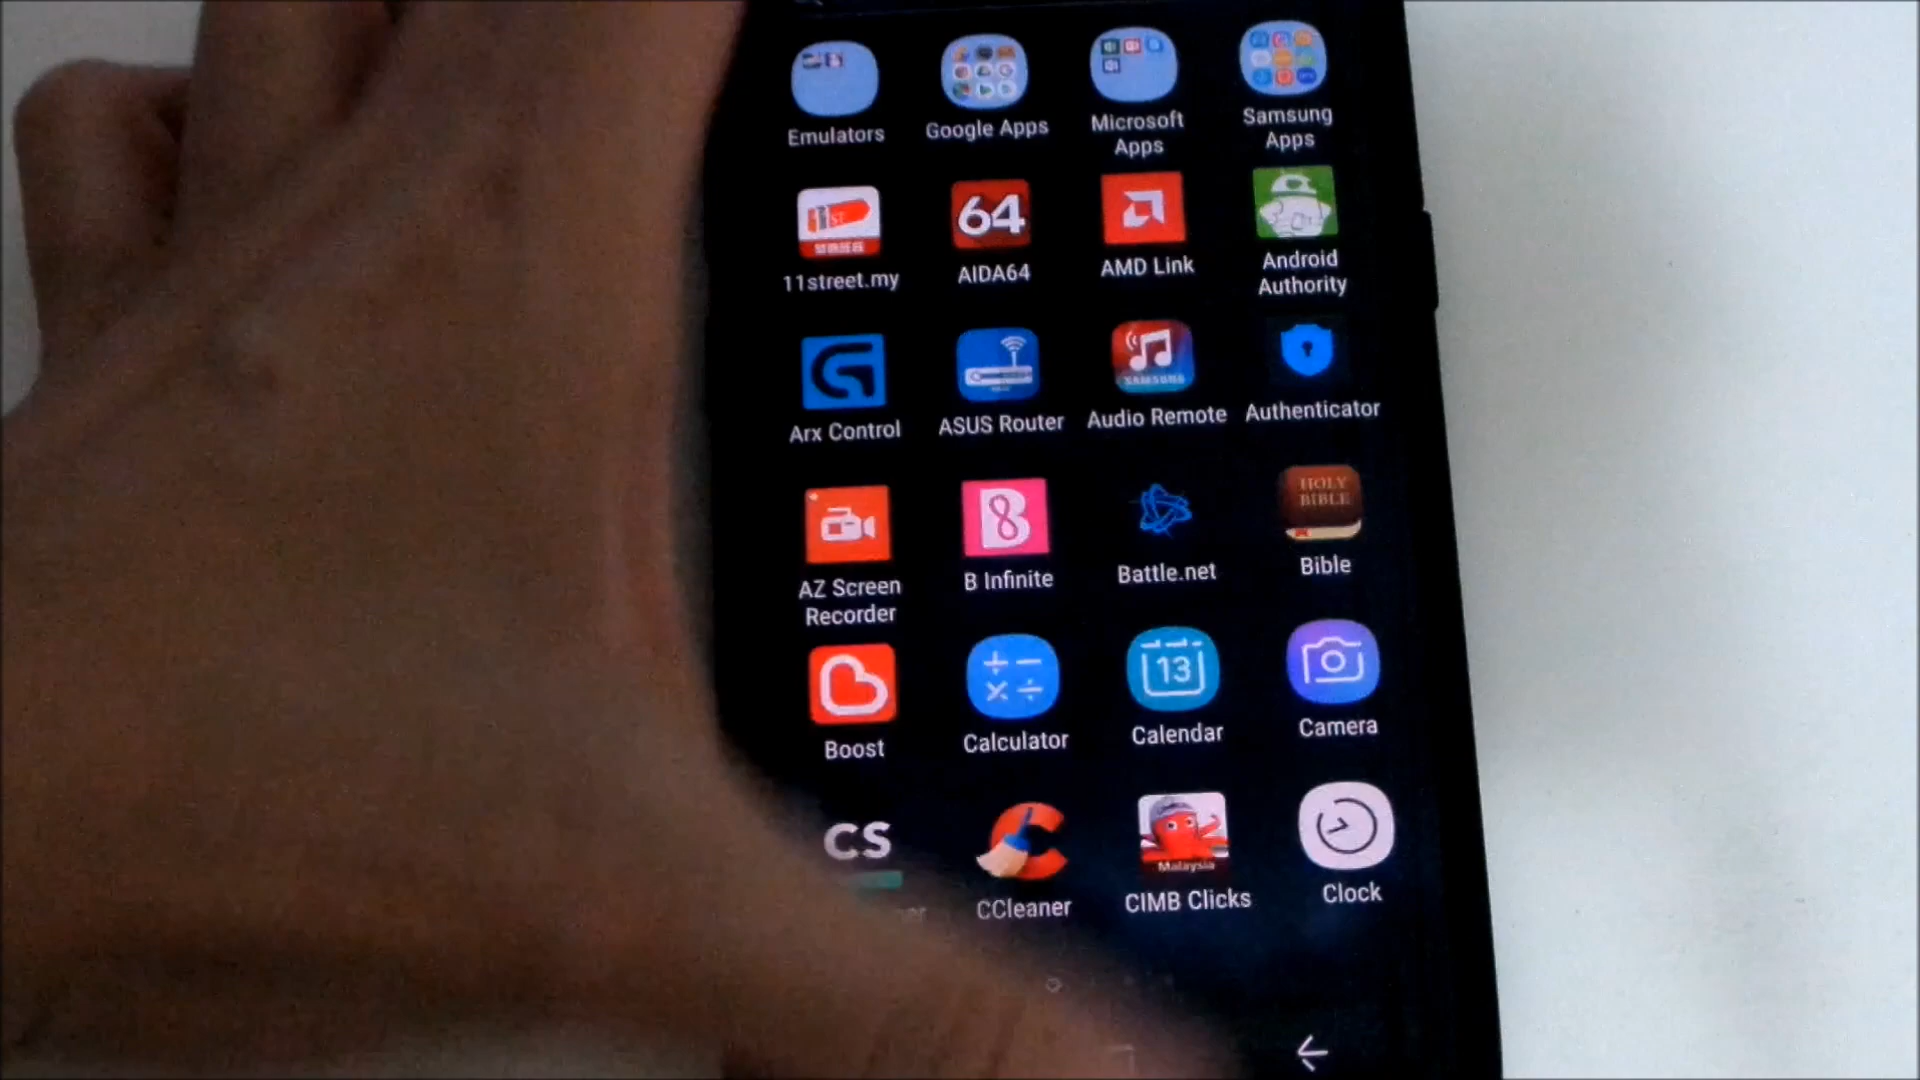 Emulators
Google Apps
Microsoft
Apps
Samsung
Apps
11street.my
64
AIDA64
AMD Link
Android
Authority
Arx Control
ASUS Router
SAMSUNG
Audio Remote
Authenticator
AZ Screen
Recorder
B
B Infinite
Battle.net
HOLY
BIBLE
Bible
Boost
Calculator
13
Calendar
Camera
CS
CCleaner
Malaysia
CIMB Clicks
Clock